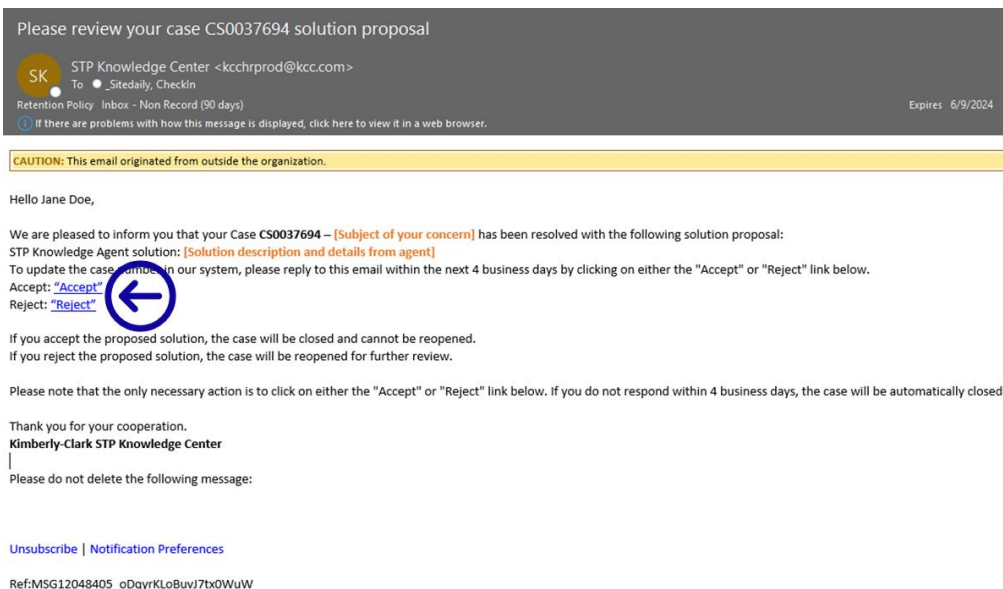 Please review your case CS0037694 solution proposal
SK
STP Knowledge Center <kcchrprod@kcc.com>
To _Sitedaily, CheckIn
Retention Policy Inbox - Non Record (90 days) Expires 6/9/2024
If there are problems with how this message is displayed, click here to view it in a web browser.
CAUTION: This email originated from outside the organization.
Hello Jane Doe,
We are pleased to inform you that your Case CS0037694 – [Subject of your concern] has been resolved with the following solution proposal:
STP Knowledge Agent solution: [Solution description and details from agent]
To update the case number in our system, please reply to this email within the next 4 business days by clicking on either the "Accept" or "Reject" link below.
Accept: “Accept”
Reject: “Reject”
If you accept the proposed solution, the case will be closed and cannot be reopened.
If you reject the proposed solution, the case will be reopened for further review.
Please note that the only necessary action is to click on either the "Accept" or "Reject" link below. If you do not respond within 4 business days, the case will be automatically closed
Thank you for your cooperation.
Kimberly-Clark STP Knowledge Center
Please do not delete the following message:
Unsubscribe | Notification Preferences
Ref:MSG12048405_oDqyrKLoBuvJ7tx0WuW